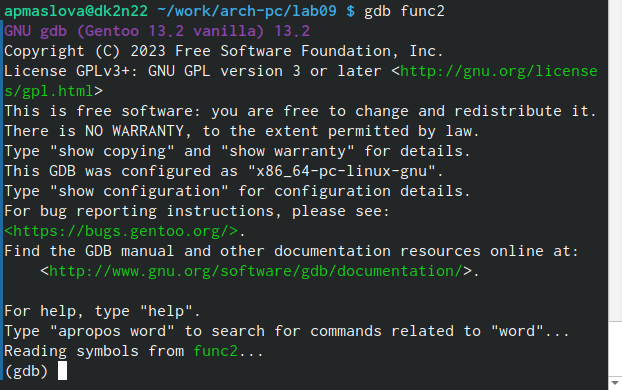 apmaslova@dk2n22 ~/work/arch-pc/lab09 $ gdb func2
GNU gdb (Gentoo 13.2 vanilla) 13.2
Copyright (C) 2023 Free Software Foundation, Inc.
License GPLv3+: GNU GPL version 3 or later <http://gnu.org/license
s/gpl.html>
This is free software: you are free to change and redistribute it.
There is NO WARRANTY, to the extent permitted by law.
Type "show copying" and "show warranty" for details.
This GDB was configured as "x86_64-pc-linux-gnu".
Type "show configuration" for configuration details.
For bug reporting instructions, please see:
<https://bugs.gentoo.org/>.
Find the GDB manual and other documentation resources online at:
    <http://www.gnu.org/software/gdb/documentation/>.

For help, type "help".
Type "apropos word" to search for commands related to "word"...
Reading symbols from func2...
(gdb)